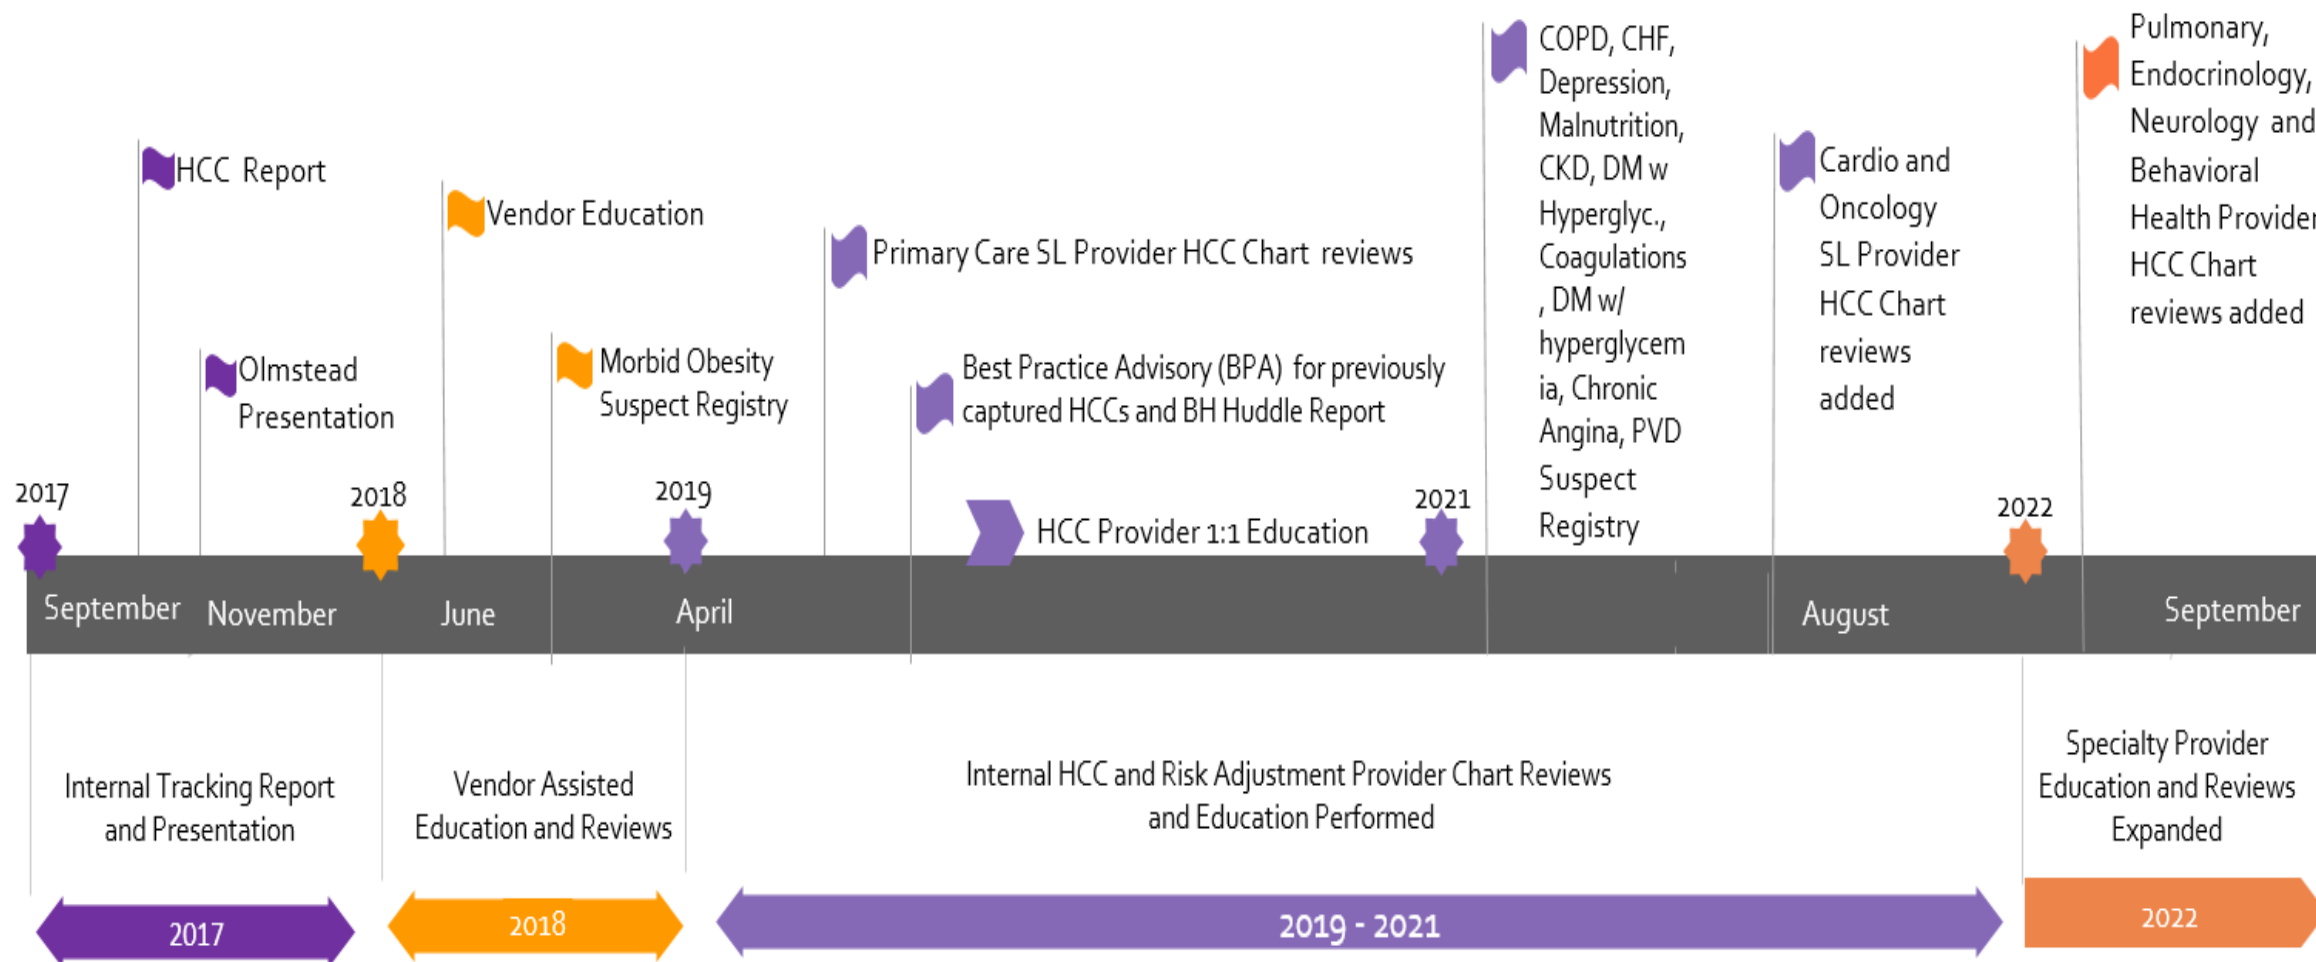 HCC Report
Olmstead
Presentation
Vendor Education
Morbid Obesity
Suspect Registry
Primary Care SL Provider HCC Chart reviews
Best Practice Advisory (BPA) for previously
captured HCCs and BH Huddle Report
HCC Provider 1:1 Education
COPD, CHF,
Depression,
Malnutrition,
CKD, DM w
Hyperglyc.,
Coagulations
, DM w/
hyperglycem
ia, Chronic
Angina, PVD
Suspect
Registry
Cardio and
Oncology
SL Provider
HCC Chart
reviews
added
Pulmonary,
Endocrinology,
Neurology and
Behavioral
Health Provider
HCC Chart
reviews added
2017
2018
2019
2021
2022
September
November
June
April
August
September
Internal Tracking Report
and Presentation
Vendor Assisted
Education and Reviews
Internal HCC and Risk Adjustment Provider Chart Reviews
and Education Performed
Specialty Provider
Education and Reviews
Expanded
2017
2018
2019 - 2021
2022